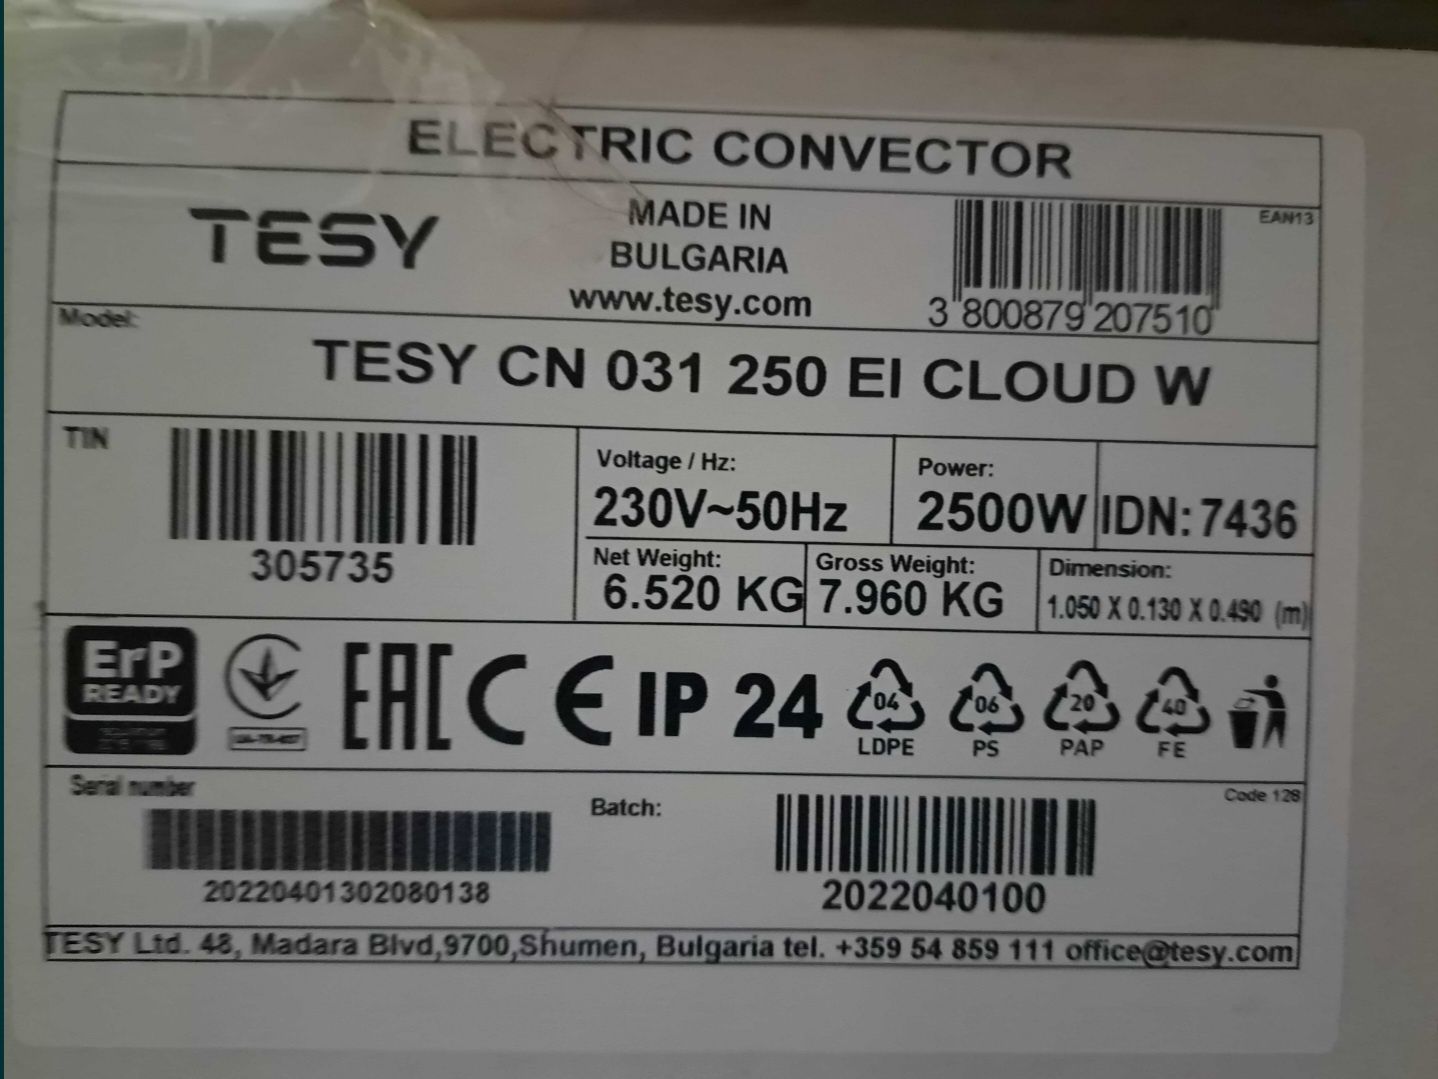 ELECTRIC CONVECTOR
TESY
MADE IN
BULGARIA
www.tesy.com
EAN13
3 800879 207510
Model:
TESY CN 031 250 EI CLOUD W
TIN
305735
Voltage / Hz:
230V~50Hz
Power:
2500W
IDN: 7436
Net Weight:
6.520 KG
Gross Weight:
7.960 KG
Dimension:
1.050 X 0.130 X 0.490 (m)
ErP
READY
EAC CE IP 24
04
LDPE
06
PS
20
PAP
40
FE
Serial number
20220401302080138
Batch:
2022040100
Code 128
TESY Ltd. 48, Madara Blvd,9700,Shumen, Bulgaria tel. +359 54 859 111 office@tesy.com